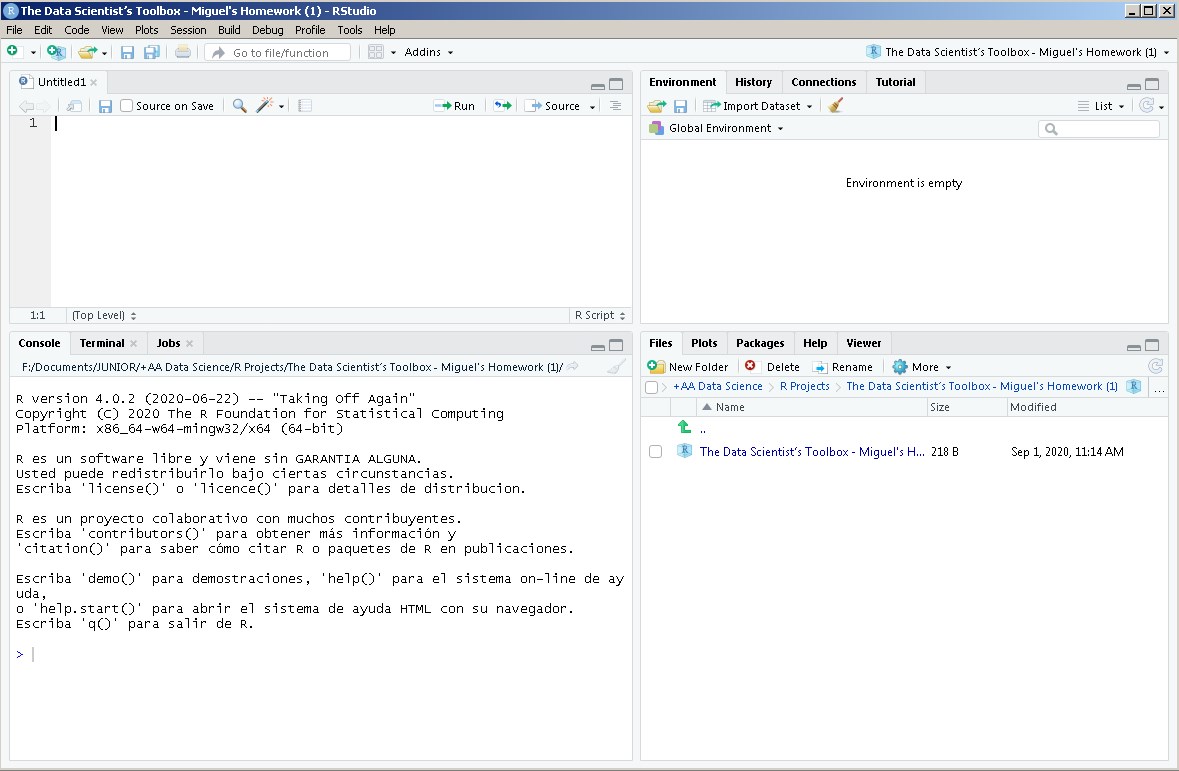 The Data Scientist's Toolbox - Miguel's Homework (1) - RStudio
File Edit Code View Plots Session Build Debug Profile Tools Help
Go to file/function Addins The Data Scientist's Toolbox - Miguel's Homework (1)
Untitled1
Source on Save Run Source
1
1:1 (Top Level) R Script
Environment History Connections Tutorial
Import Dataset List
Global Environment
Environment is empty
Console Terminal Jobs
F:/Documents/JUNIOR/+AA Data Science/R Projects/The Data Scientist's Toolbox - Miguel's Homework (1)/
R version 4.0.2 (2020-06-22) -- "Taking Off Again"
Copyright (C) 2020 The R Foundation for Statistical Computing
Platform: x86_64-w64-mingw32/x64 (64-bit)
R es un software libre y viene sin GARANTIA ALGUNA.
Usted puede redistribuirlo bajo ciertas circunstancias.
Escriba 'license()' o 'licence()' para detalles de distribucion.
R es un proyecto colaborativo con muchos contribuyentes.
Escriba 'contributors()' para obtener más información y
'citation()' para saber cómo citar R o paquetes de R en publicaciones.
Escriba 'demo()' para demostraciones, 'help()' para el sistema on-line de ay
uda,
o 'help.start()' para abrir el sistema de ayuda HTML con su navegador.
Escriba 'q()' para salir de R.
>
Files Plots Packages Help Viewer
New Folder Delete Rename More
+AA Data Science R Projects The Data Scientist's Toolbox - Miguel's Homework (1) ...
Name Size Modified
..
The Data Scientist's Toolbox - Miguel's H... 218 B Sep 1, 2020, 11:14 AM